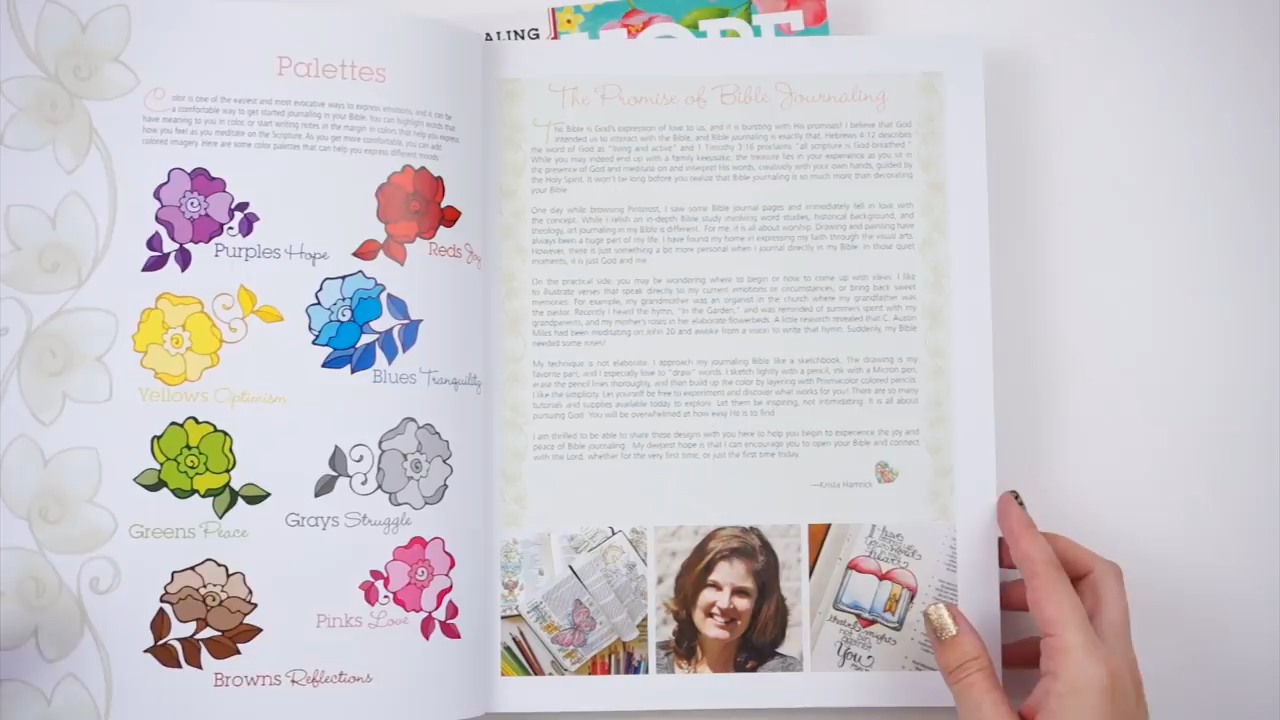 ALING
HOPE
Palettes
Color is one of the easiest and most evocative ways to express emotions, and it can be
a comfortable way to get started journaling in your Bible. You can highlight words that
have meaning to you in color, or start writing notes in the margin in colors that help you express
how you feel as you meditate on the Scripture. As you get more comfortable, you can add
colored imagery. Here are some color palettes that can help you express different moods.
Purples Hope
Reds Joy
Yellows Optimism
Blues Tranquility
Greens Peace
Grays Struggle
Pinks Love
Browns Reflections
The Promise of Bible Journaling
The Bible is God's expression of love to us, and it is bursting with His promises! I believe that God
intended us to interact with the Bible, and Bible journaling is exactly that. Hebrews 4:12 describes
the word of God as "living and active" and 1 Timothy 3:16 proclaims "all scripture is God-breathed."
While you may indeed end up with a family keepsake, the treasure lies in your experience as you sit in
the presence of God and meditate on and interpret His words, creatively with your own hands, guided by
the Holy Spirit. It won't be long before you realize that Bible journaling is so much more than decorating
your Bible.
One day while browsing Pinterest, I saw some Bible journal pages and immediately fell in love with
the concept. While I relish an in-depth Bible study involving word studies, historical background, and
theology, art journaling in my Bible is different. For me, it is all about worship. Drawing and painting have
always been a huge part of my life. I have found my home in expressing my faith through the visual arts.
However, there is just something a bit more personal when I journal directly in my Bible. In those quiet
moments, it is just God and me.
On the practical side, you may be wondering where to begin or how to come up with ideas. I like
to illustrate verses that speak directly to my current emotions or circumstances, or bring back sweet
memories. For example, my grandmother was an organist in the church where my grandfather was
the pastor. Recently I heard the hymn, "In the Garden," and was reminded of summers spent with my
grandparents, and my mother's roses in her elaborate flowerbeds. A little research revealed that C. Austin
Miles had been meditating on John 20 and awoke from a vision to write that hymn. Suddenly, my Bible
needed some roses!
My technique is not elaborate. I approach my journaling Bible like a sketchbook. The drawing is my
favorite part, and I especially love to "draw" words. I sketch lightly with a pencil, ink with a Micron pen,
erase the pencil lines thoroughly, and then build up the color by layering with Prismacolor colored pencils.
I like the simplicity. Let yourself be free to experiment and discover what works for you! There are so many
tutorials and supplies available today to explore. Let them be inspiring, not intimidating. It is all about
pursuing God. You will be overwhelmed at how easy He is to find.
I am thrilled to be able to share these designs with you here to help you begin to experience the joy and
peace of Bible journaling. My deepest hope is that I can encourage you to open your Bible and connect
with the Lord, whether for the very first time, or just the first time today.
—Krista Hamrick
I have
your words
heart
that I might
not sin
against
You